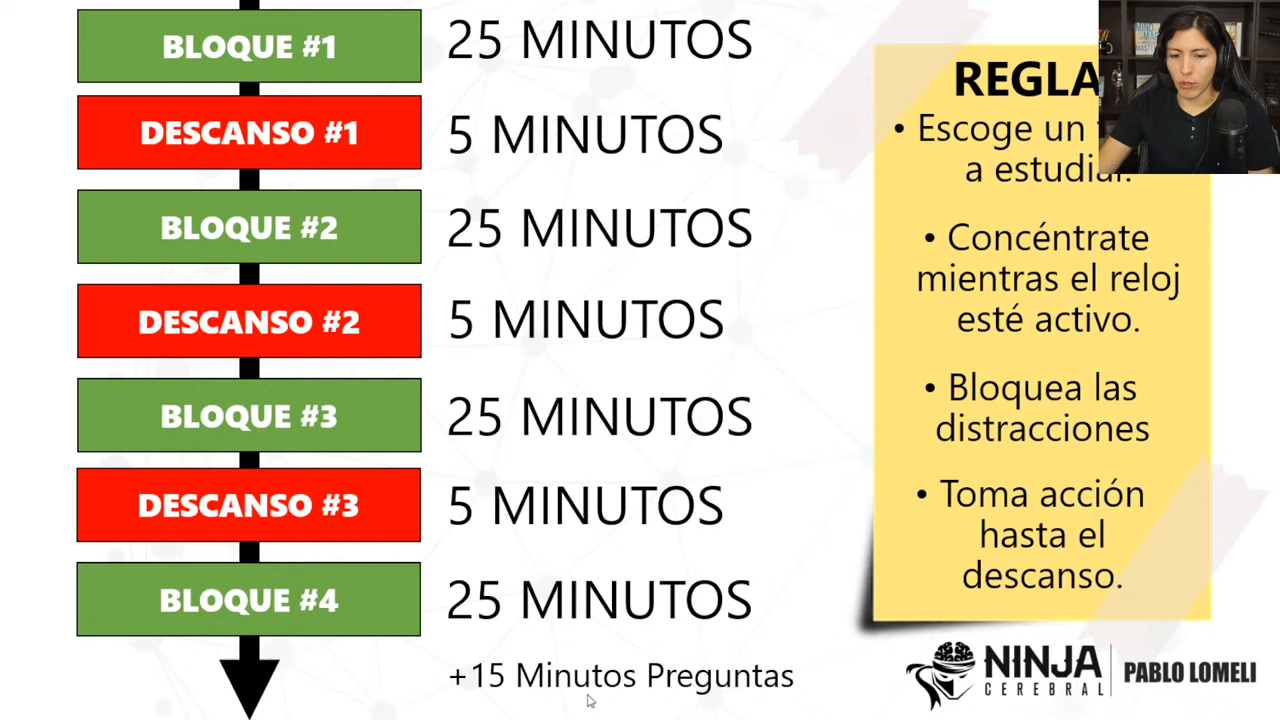 BLOQUE #1
25 MINUTOS
DESCANSO #1
5 MINUTOS
BLOQUE #2
25 MINUTOS
DESCANSO #2
5 MINUTOS
BLOQUE #3
25 MINUTOS
DESCANSO #3
5 MINUTOS
BLOQUE #4
25 MINUTOS
+15 Minutos Preguntas
• Escoge un
a estudiar.
• Concéntrate
mientras el reloj
esté activo.
• Bloquea las
distracciones
• Toma acción
hasta el
descanso.
NINJA
CEREBRAL
PABLO LOMELI